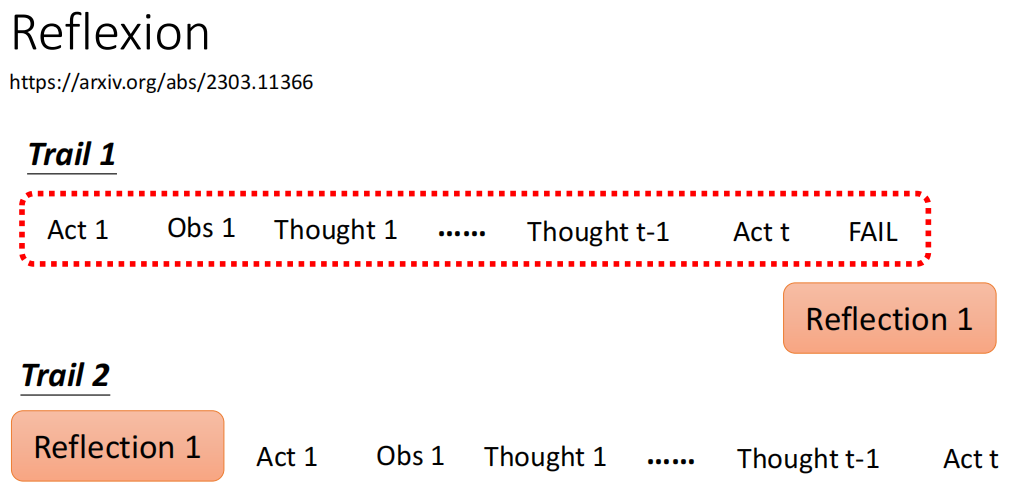 Reflexion
https://arxiv.org/abs/2303.11366
Trail 1
Act 1 Obs 1 Thought 1 …… Thought t-1 Act t FAIL
Reflection 1
Trail 2
Reflection 1 Act 1 Obs 1 Thought 1 …… Thought t-1 Act t